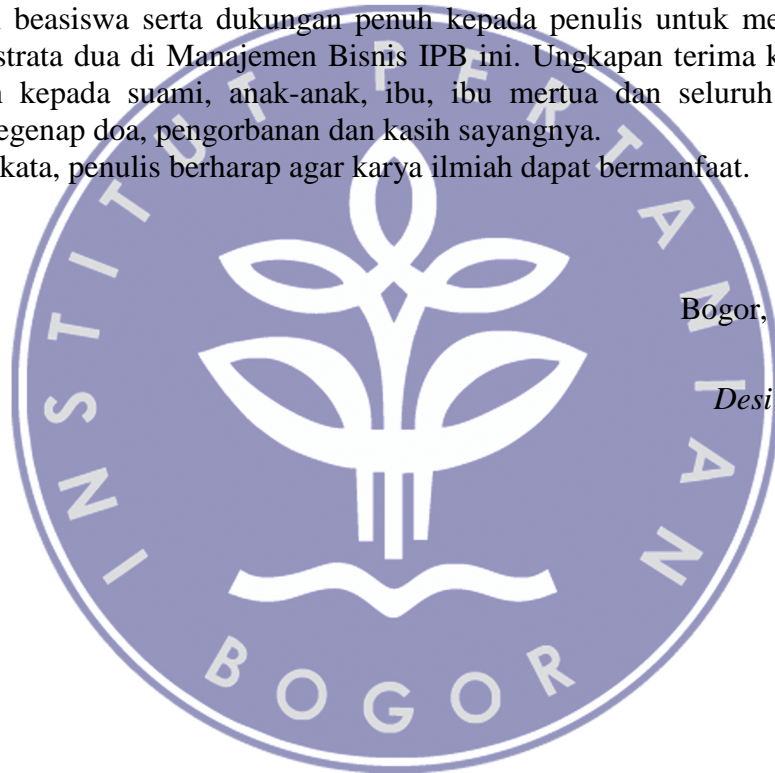 beasiswa serta dukungan penuh kepada penulis untuk me
strata dua di Manajemen Bisnis IPB ini. Ungkapan terima k
kepada suami, anak-anak, ibu, ibu mertua dan seluruh
egenap doa, pengorbanan dan kasih sayangnya.
kata, penulis berharap agar karya ilmiah dapat bermanfaat.
Bogor,
Desi
INSTITUT PERTANIAN
BOGOR